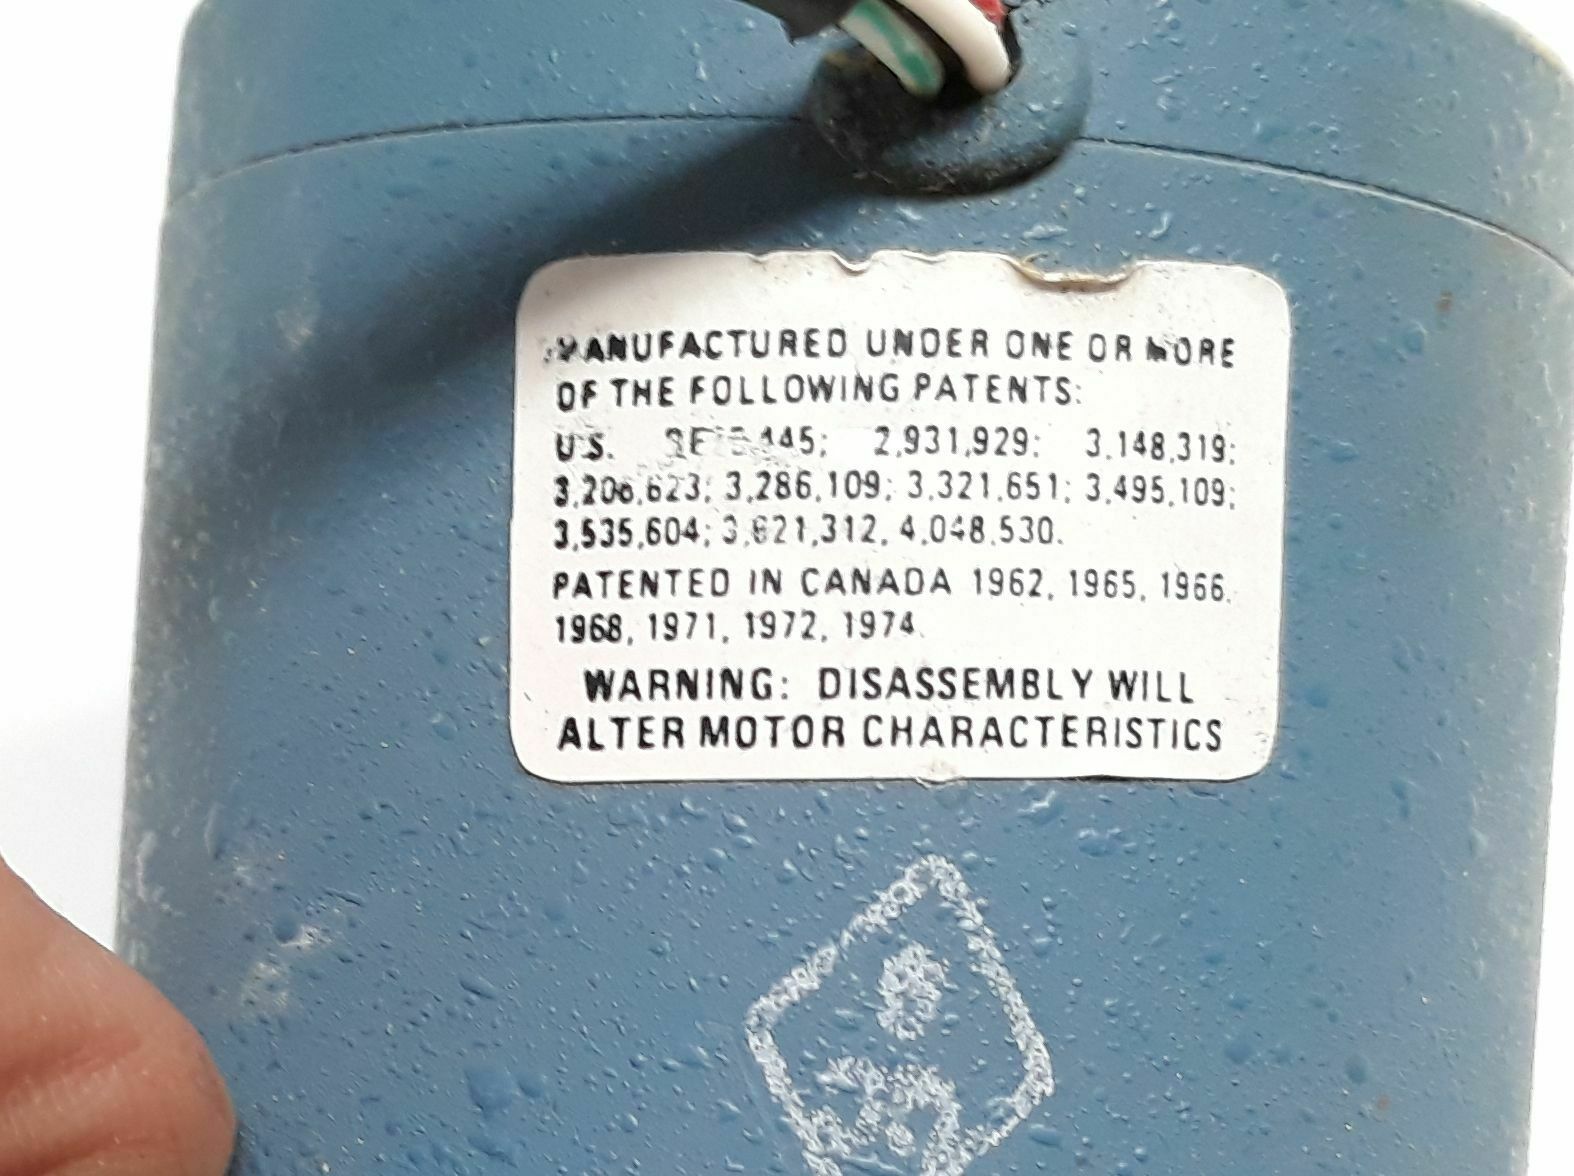 MANUFACTURED UNDER ONE OR MORE
OF THE FOLLOWING PATENTS:
U.S. 2,931,929; 3,148,319;
3,206,623; 3,286,109; 3,321,651; 3,495,109;
3,535,604; 3,621,312, 4,048,530.
PATENTED IN CANADA 1962, 1965, 1966,
1968, 1971, 1972, 1974.
WARNING: DISASSEMBLY WILL
ALTER MOTOR CHARACTERISTICS